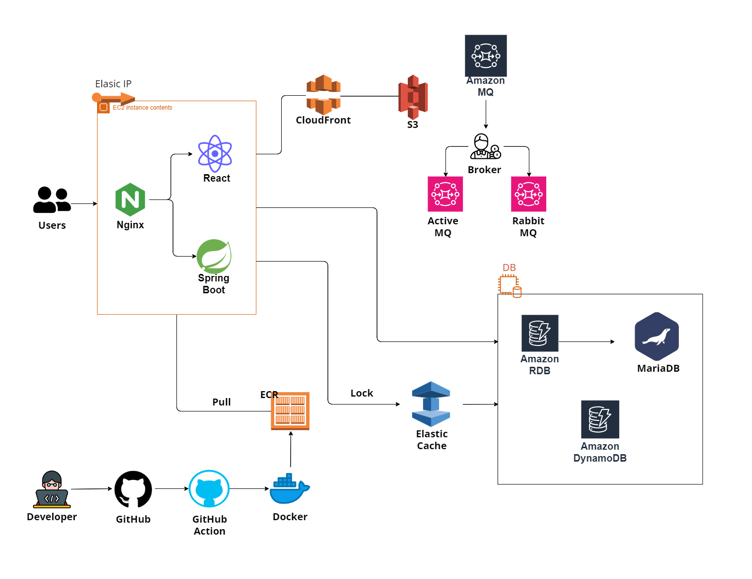 Amazon
MQ
Elasic IP
EC2 instance contents
CloudFront
S3
React
Broker
Users
Nginx
Active
MQ
Rabbit
MQ
Spring
Boot
DB
Amazon
RDB
MariaDB
ECR
Pull
Lock
Elastic
Cache
Amazon
DynamoDB
Developer
GitHub
GitHub
Action
Docker